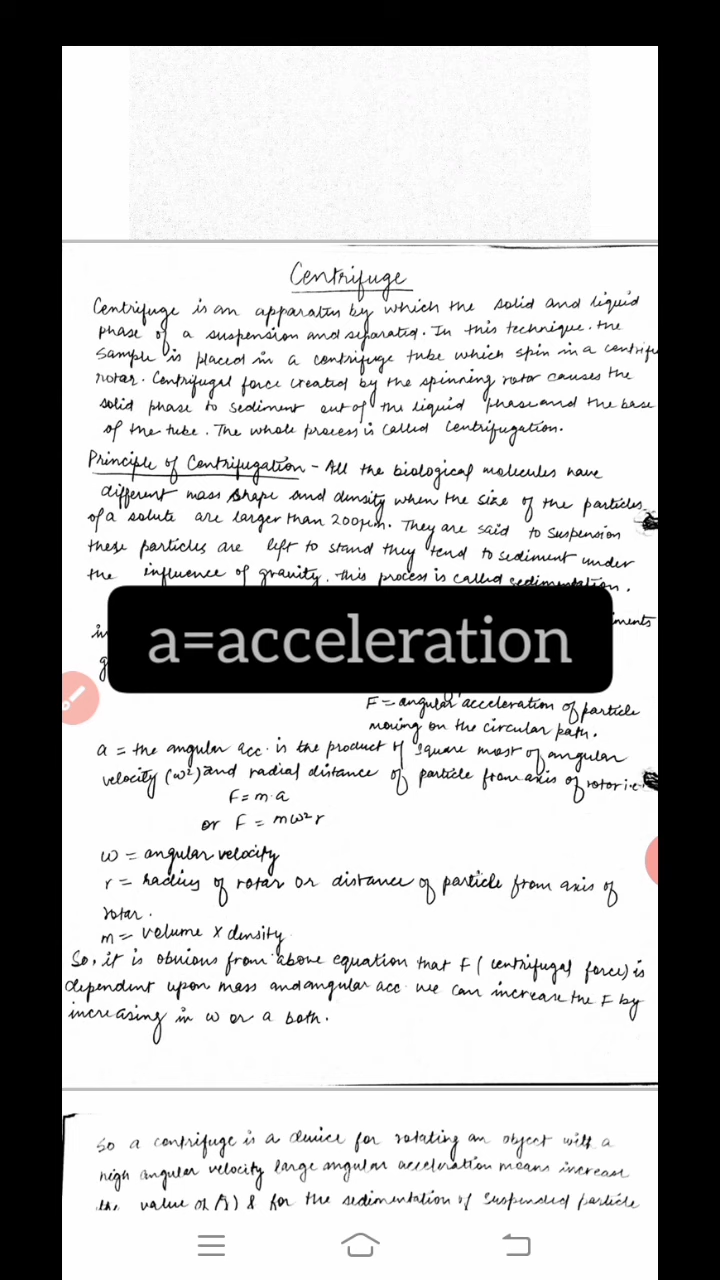 Centrifuge
Centrifuge is an apparatus by which the solid and liquid
phase of a suspension and separated. In this technique. the
sample is placed in a centrifuge tube which spin in a centrifu
rotar. Centrifugal force created by the spinning rotor causes the
solid phase to sediment out of the liquid phase and the base
of the tube. The whole process is called Centrifugation.
Principle of Centrifugation - All the biological molecules have
different mass shape and density when the size of the particles
of a solute are larger than 200μm. They are said to suspension
these particles are left to stand they tend to sediment under
the influence of gravity. this process is called sedimentation.
a=acceleration
F = angular acceleration of particle
moving on the circular path.
a = the angular acc. is the product of square most of angular
velocity (ω²) and radial distance of particle from axis of rotor i.e
F = m.a
or F = mω²r
ω = angular velocity
r = radius of rotar or distance of particle from axis of
rotar.
m = volume × density
So, it is obvious from above equation that F (centrifugal force) is
dependent upon mass and angular acc. we can increase the F by
increasing in ω or a both.
So a centrifuge is a device for rotating an object with a
high angular velocity large angular acceleration means increase
the value of A) & for the sedimentation of suspended particle